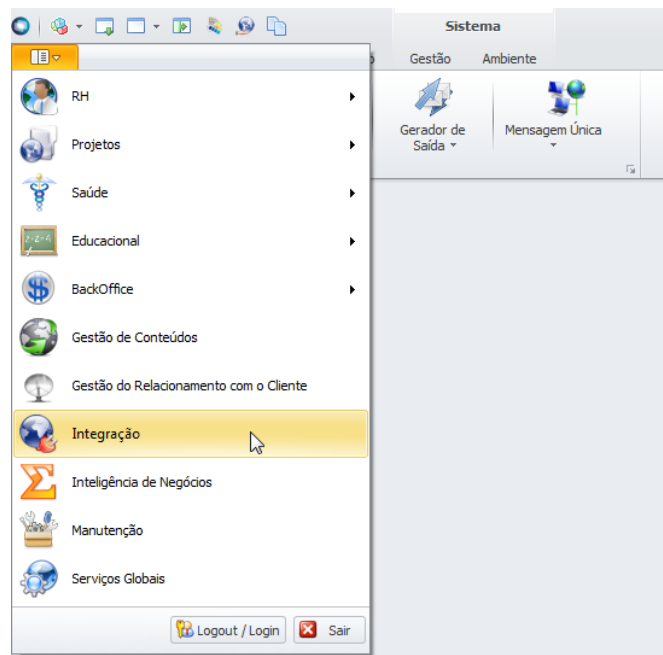 Sistema
Gestão
Ambiente
RH
Projetos
Saúde
Educacional
BackOffice
Gestão de Conteúdos
Gestão do Relacionamento com o Cliente
Integração
Inteligência de Negócios
Manutenção
Serviços Globais
Logout / Login
Sair
Gerador de
Saída
Mensagem Única